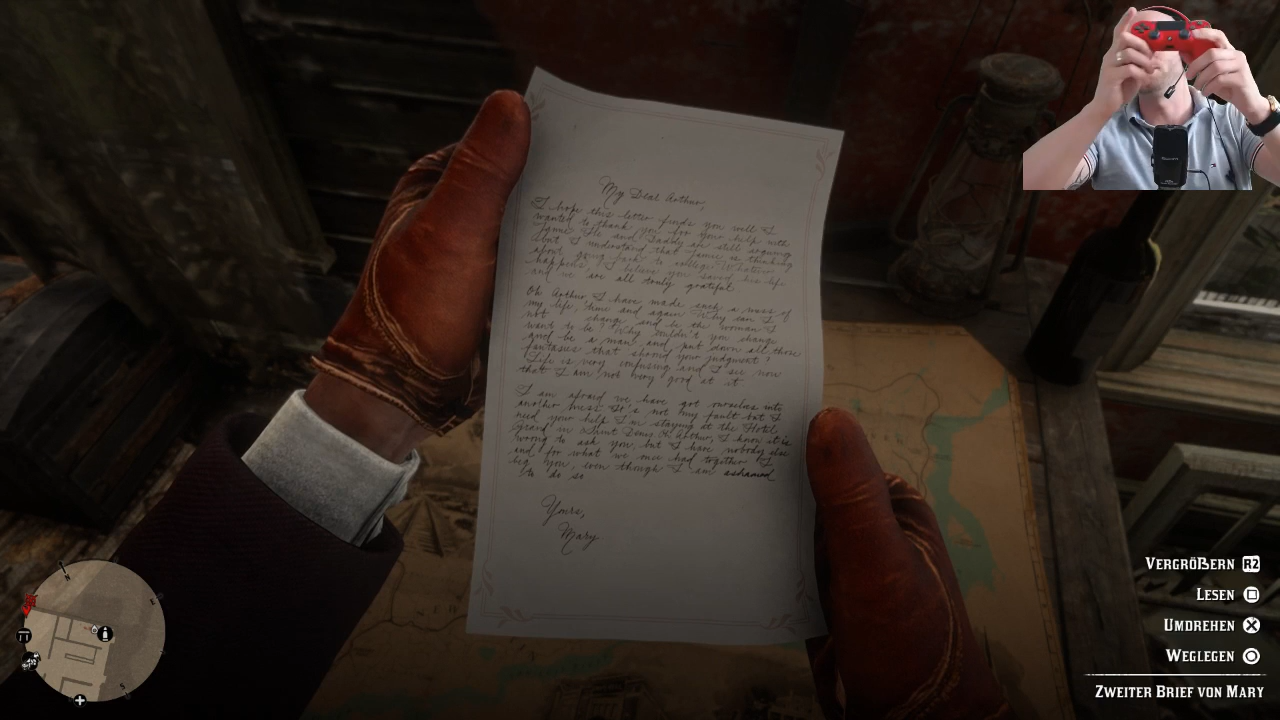 My Dear Arthur,
I hope this letter finds you well. I
wanted to thank you for your help with
Jamie. He and Daddy are still arguing
but I understand that Jamie is thinking
about going back to college. Whatever
happens I believe you saved his life
and we are all truly grateful.
Oh Arthur I have made such a mess of
my life, time and again. Why can I
not change and be the woman I
want to be? Why wouldn't you change
and be a man and put down all those
fantasies that shroud your judgment?
Life is very confusing and I see now
that I am not very good at it.
I am afraid we have got ourselves into
another mess. It's not my fault but I
need your help. I'm staying at the Hotel
Grand in Saint Denis. Oh Arthur, I know it is
wrong to ask you, but I have nobody else
and for what we once had together I
beg you, even though I am ashamed
to do so
Yours,
Mary
VERGRÖẞERN R2
LESEN
UMDREHEN
WEGLEGEN
ZWEITER BRIEF VON MARY